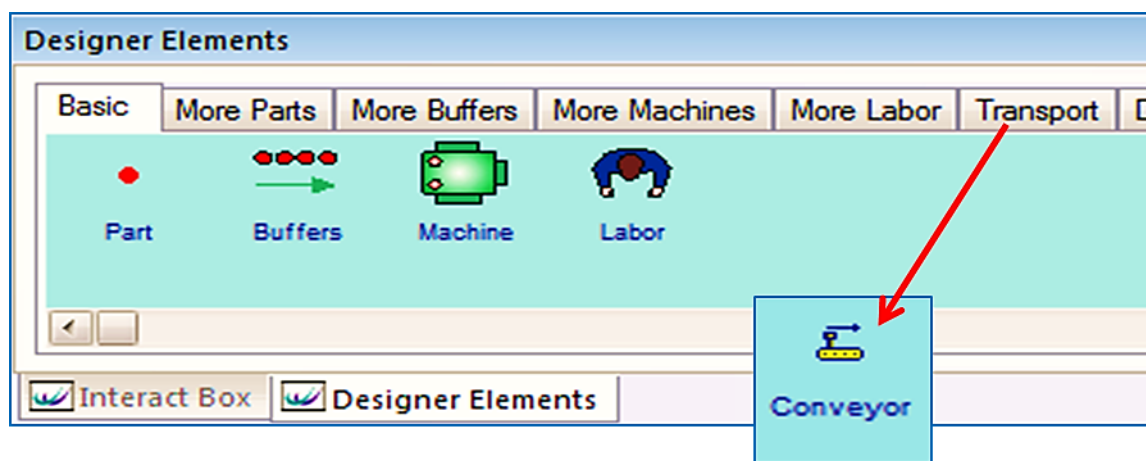 Designer Elements
Basic More Parts More Buffers More Machines More Labor Transport
Part Buffers Machine Labor
Conveyor
Interact Box Designer Elements